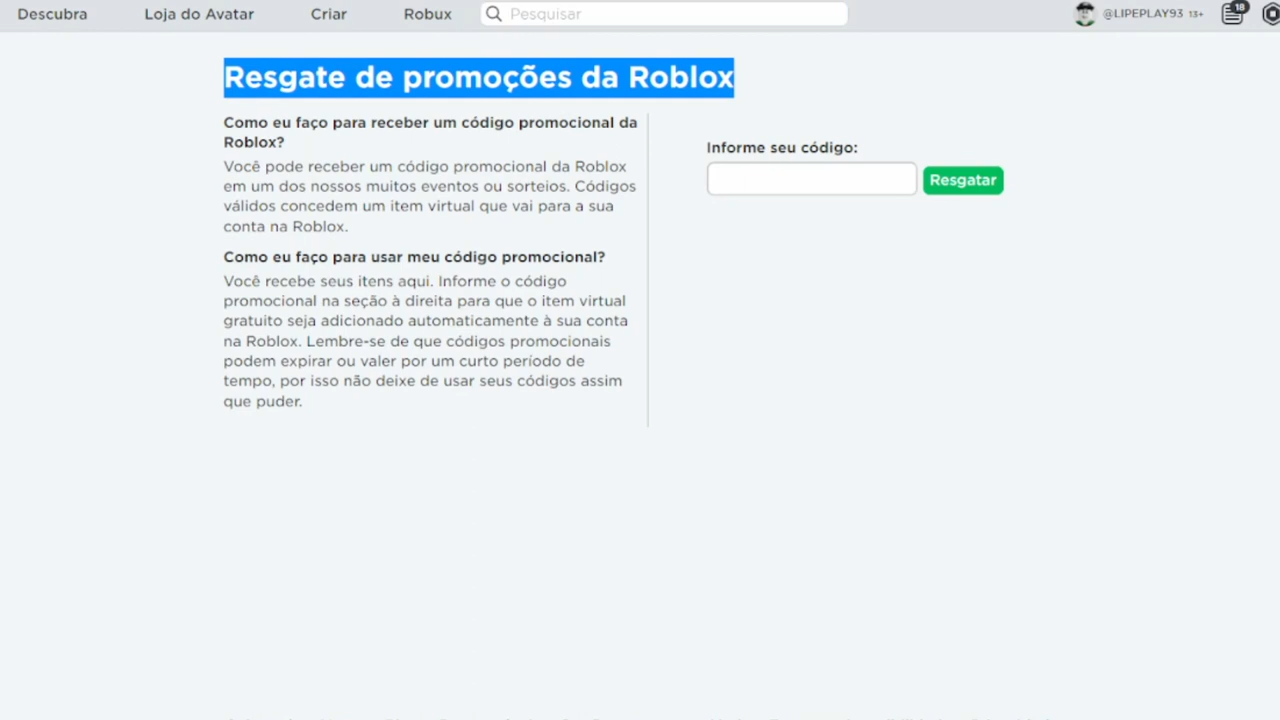 Descubra Loja do Avatar Criar Robux Pesquisar @LIPEPLAY93 13+ 18
Resgate de promoções da Roblox
Como eu faço para receber um código promocional da
Roblox?
Você pode receber um código promocional da Roblox
em um dos nossos muitos eventos ou sorteios. Códigos
válidos concedem um item virtual que vai para a sua
conta na Roblox.
Como eu faço para usar meu código promocional?
Você recebe seus itens aqui. Informe o código
promocional na seção à direita para que o item virtual
gratuito seja adicionado automaticamente à sua conta
na Roblox. Lembre-se de que códigos promocionais
podem expirar ou valer por um curto período de
tempo, por isso não deixe de usar seus códigos assim
que puder.
Informe seu código:
Resgatar